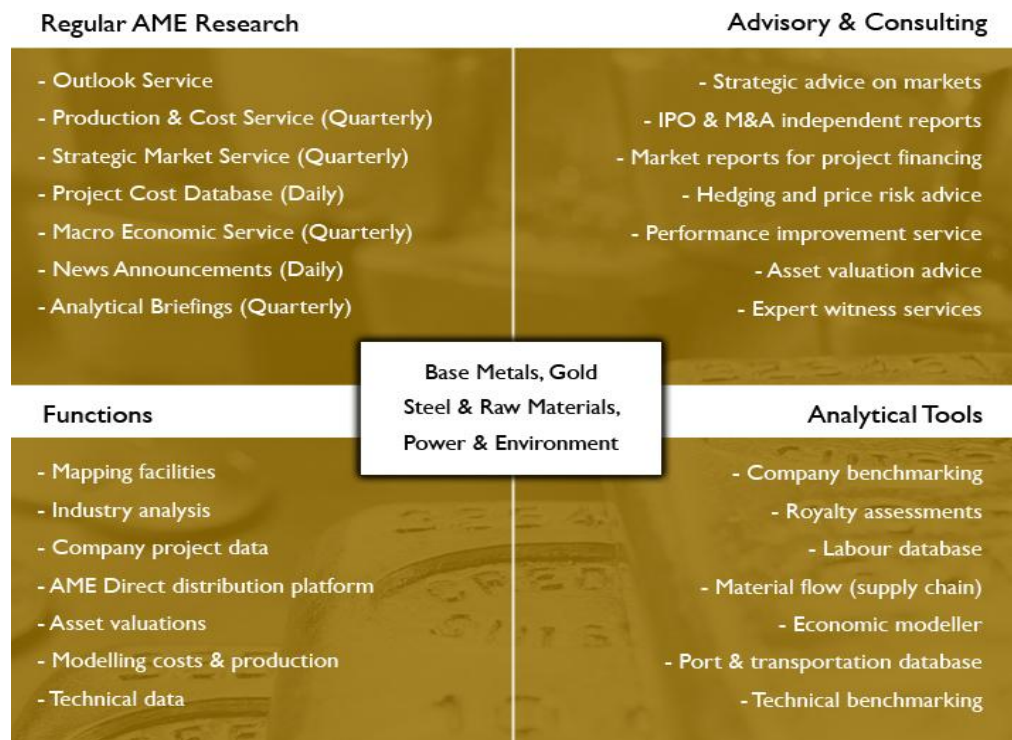 Regular AME Research
- Outlook Service
- Production & Cost Service (Quarterly)
- Strategic Market Service (Quarterly)
- Project Cost Database (Daily)
- Macro Economic Service (Quarterly)
- News Announcements (Daily)
- Analytical Briefings (Quarterly)
Advisory & Consulting
- Strategic advice on markets
- IPO & M&A independent reports
- Market reports for project financing
- Hedging and price risk advice
- Performance improvement service
- Asset valuation advice
- Expert witness services
Base Metals, Gold
Steel & Raw Materials,
Power & Environment
Functions
- Mapping facilities
- Industry analysis
- Company project data
- AME Direct distribution platform
- Asset valuations
- Modelling costs & production
- Technical data
Analytical Tools
- Company benchmarking
- Royalty assessments
- Labour database
- Material flow (supply chain)
- Economic modeller
- Port & transportation database
- Technical benchmarking